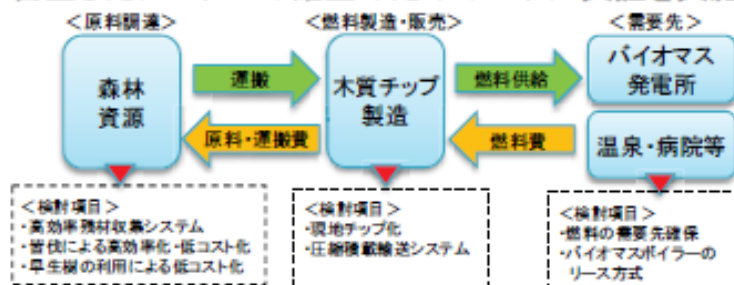 <原料調達>
<燃料製造・販売>
<需要先>
森林
資源
運搬
原料・運搬費
木質チップ
製造
燃料供給
燃料費
バイオマス
発電所
温泉・病院等
<検討項目>
・高効率残材収集システム
・皆伐による高効率化・低コスト化
・早生樹の利用による低コスト化
<検討項目>
・現地チップ化
・圧縮積載輸送システム
<検討項目>
・燃料の需要先確保
・バイオマスボイラーの
リース方式